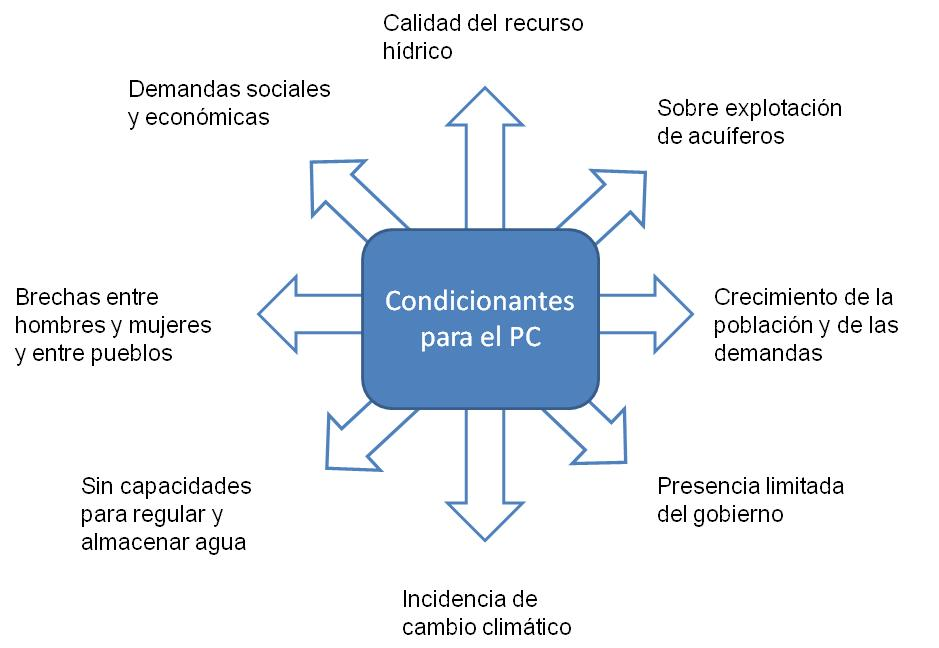 Calidad del recurso
hídrico
Demandas sociales
y económicas
Sobre explotación
de acuíferos
Brechas entre
hombres y mujeres
y entre pueblos
Condicionantes
para el PC
Crecimiento de la
población y de las
demandas
Sin capacidades
para regular y
almacenar agua
Presencia limitada
del gobierno
Incidencia de
cambio climático